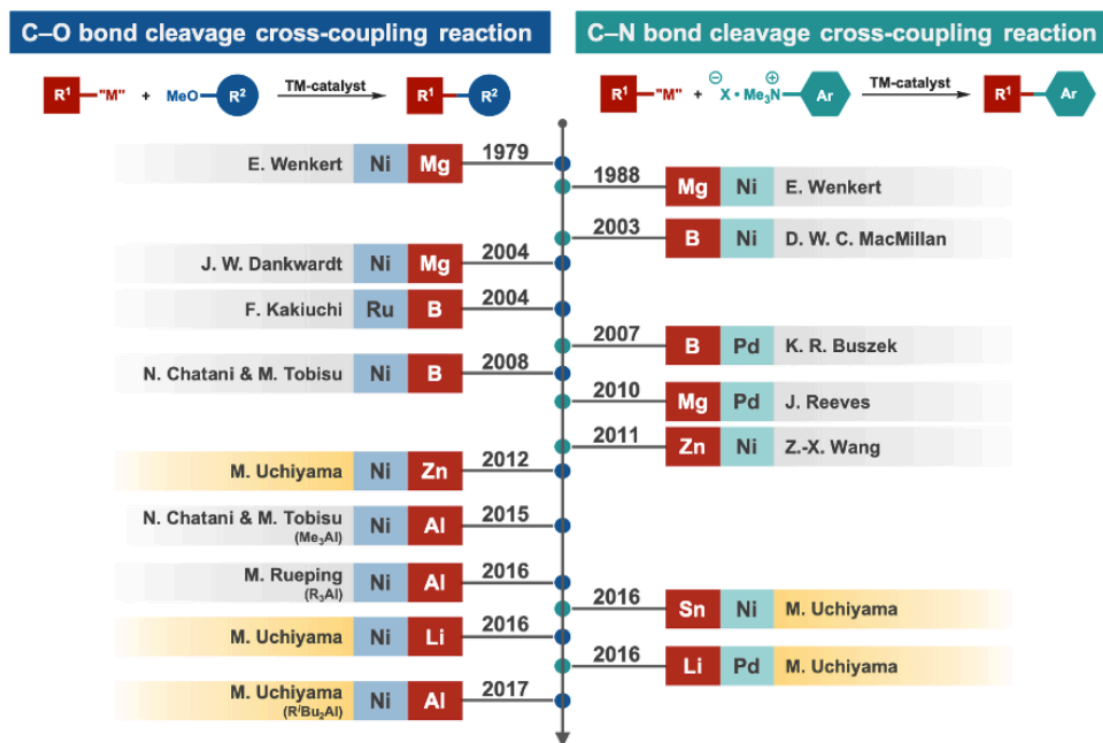 C–O bond cleavage cross-coupling reaction
R¹ –"M" + MeO– R² TM-catalyst R¹ R²
C–N bond cleavage cross-coupling reaction
R¹ –"M" + X⊖ • Me₃N⊕ Ar TM-catalyst R¹ Ar
E. Wenkert Ni Mg 1979
1988 Mg Ni E. Wenkert
2003 B Ni D. W. C. MacMillan
J. W. Dankwardt Ni Mg 2004
F. Kakiuchi Ru B 2004
2007 B Pd K. R. Buszek
N. Chatani & M. Tobisu Ni B 2008
2010 Mg Pd J. Reeves
2011 Zn Ni Z.-X. Wang
M. Uchiyama Ni Zn 2012
N. Chatani & M. Tobisu Ni Al 2015
(Me₃Al)
M. Rueping Ni Al 2016
(R₃Al)
2016 Sn Ni M. Uchiyama
M. Uchiyama Ni Li 2016
2016 Li Pd M. Uchiyama
M. Uchiyama Ni Al 2017
(RⁱBu₂Al)